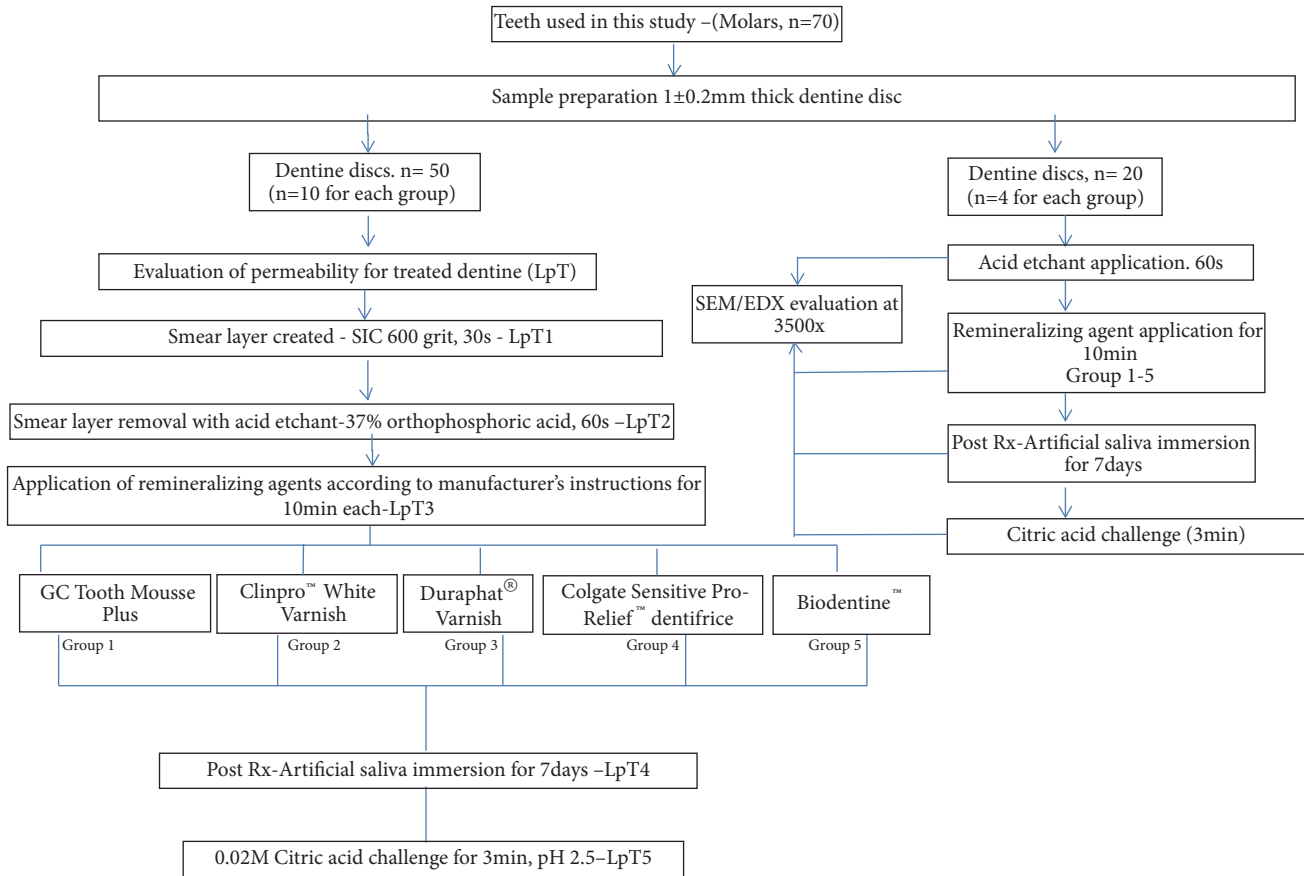 Teeth used in this study –(Molars, n=70)
Sample preparation 1±0.2mm thick dentine disc
Dentine discs. n= 50
(n=10 for each group)
Evaluation of permeability for treated dentine (LpT)
Smear layer created - SIC 600 grit, 30s - LpT1
Smear layer removal with acid etchant-37% orthophosphoric acid, 60s –LpT2
Application of remineralizing agents according to manufacturer's instructions for
10min each-LpT3
GC Tooth Mousse
Plus
Group 1
Clinpro™ White
Varnish
Group 2
Duraphat®
Varnish
Group 3
Colgate Sensitive Pro-
Relief™ dentifrice
Group 4
Biodentine™
Group 5
Post Rx-Artificial saliva immersion for 7days –LpT4
0.02M Citric acid challenge for 3min, pH 2.5–LpT5
Dentine discs, n= 20
(n=4 for each group)
Acid etchant application. 60s
SEM/EDX evaluation at
3500x
Remineralizing agent application for
10min
Group 1-5
Post Rx-Artificial saliva immersion
for 7days
Citric acid challenge (3min)